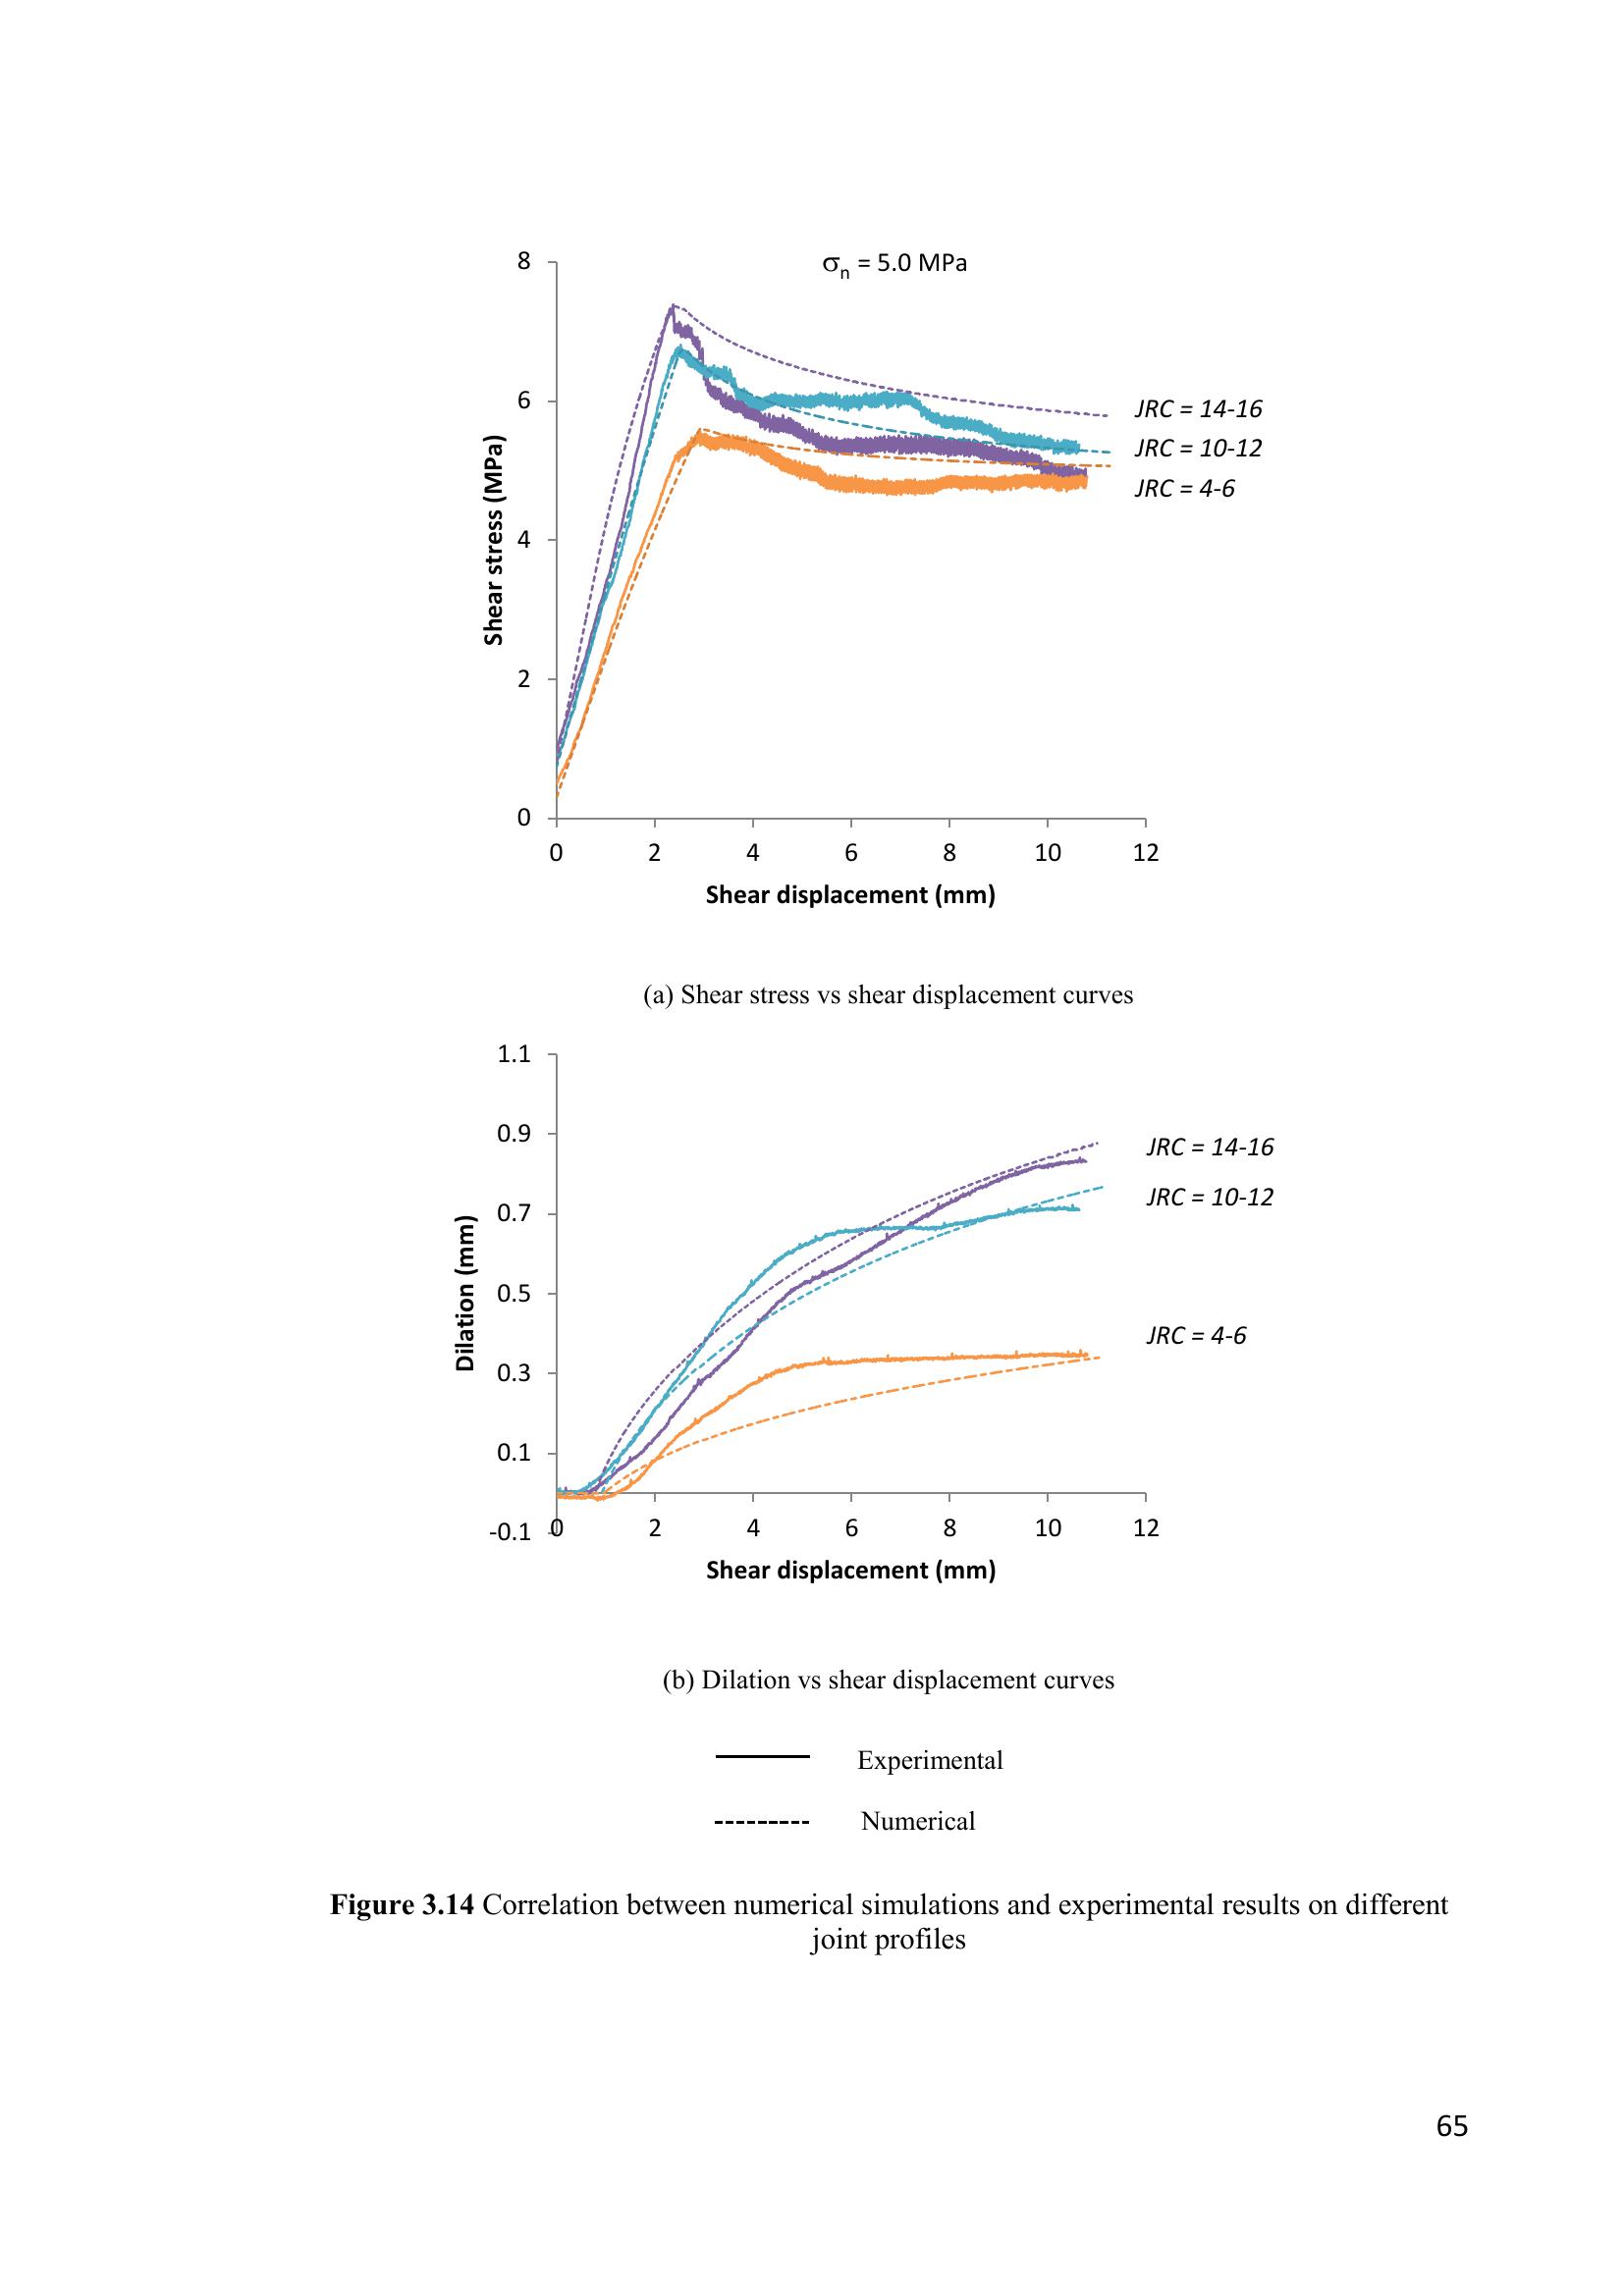 8
σn = 5.0 MPa
6
4
2
0
Shear stress (MPa)
JRC = 14-16
JRC = 10-12
JRC = 4-6
0 2 4 6 8 10 12
Shear displacement (mm)
(a) Shear stress vs shear displacement curves
1.1
0.9
0.7
0.5
0.3
0.1
-0.1
Dilation (mm)
JRC = 14-16
JRC = 10-12
JRC = 4-6
0 2 4 6 8 10 12
Shear displacement (mm)
(b) Dilation vs shear displacement curves
Experimental
Numerical
Figure 3.14 Correlation between numerical simulations and experimental results on different
joint profiles
65